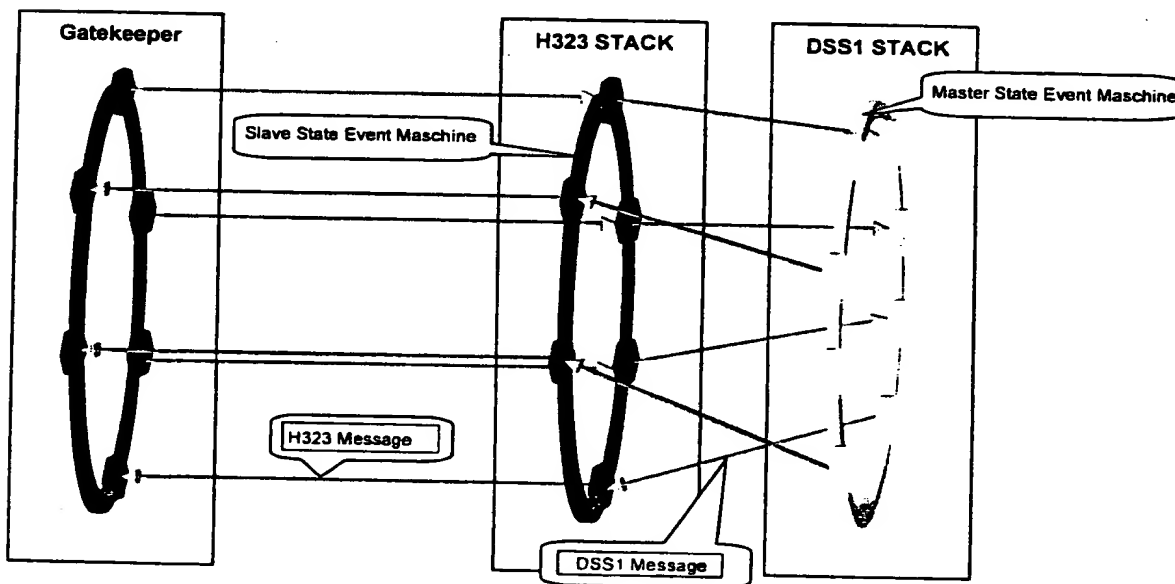 Gatekeeper
H323 STACK
DSS1 STACK
Master State Event Maschine
Slave State Event Maschine
H323 Message
DSS1 Message